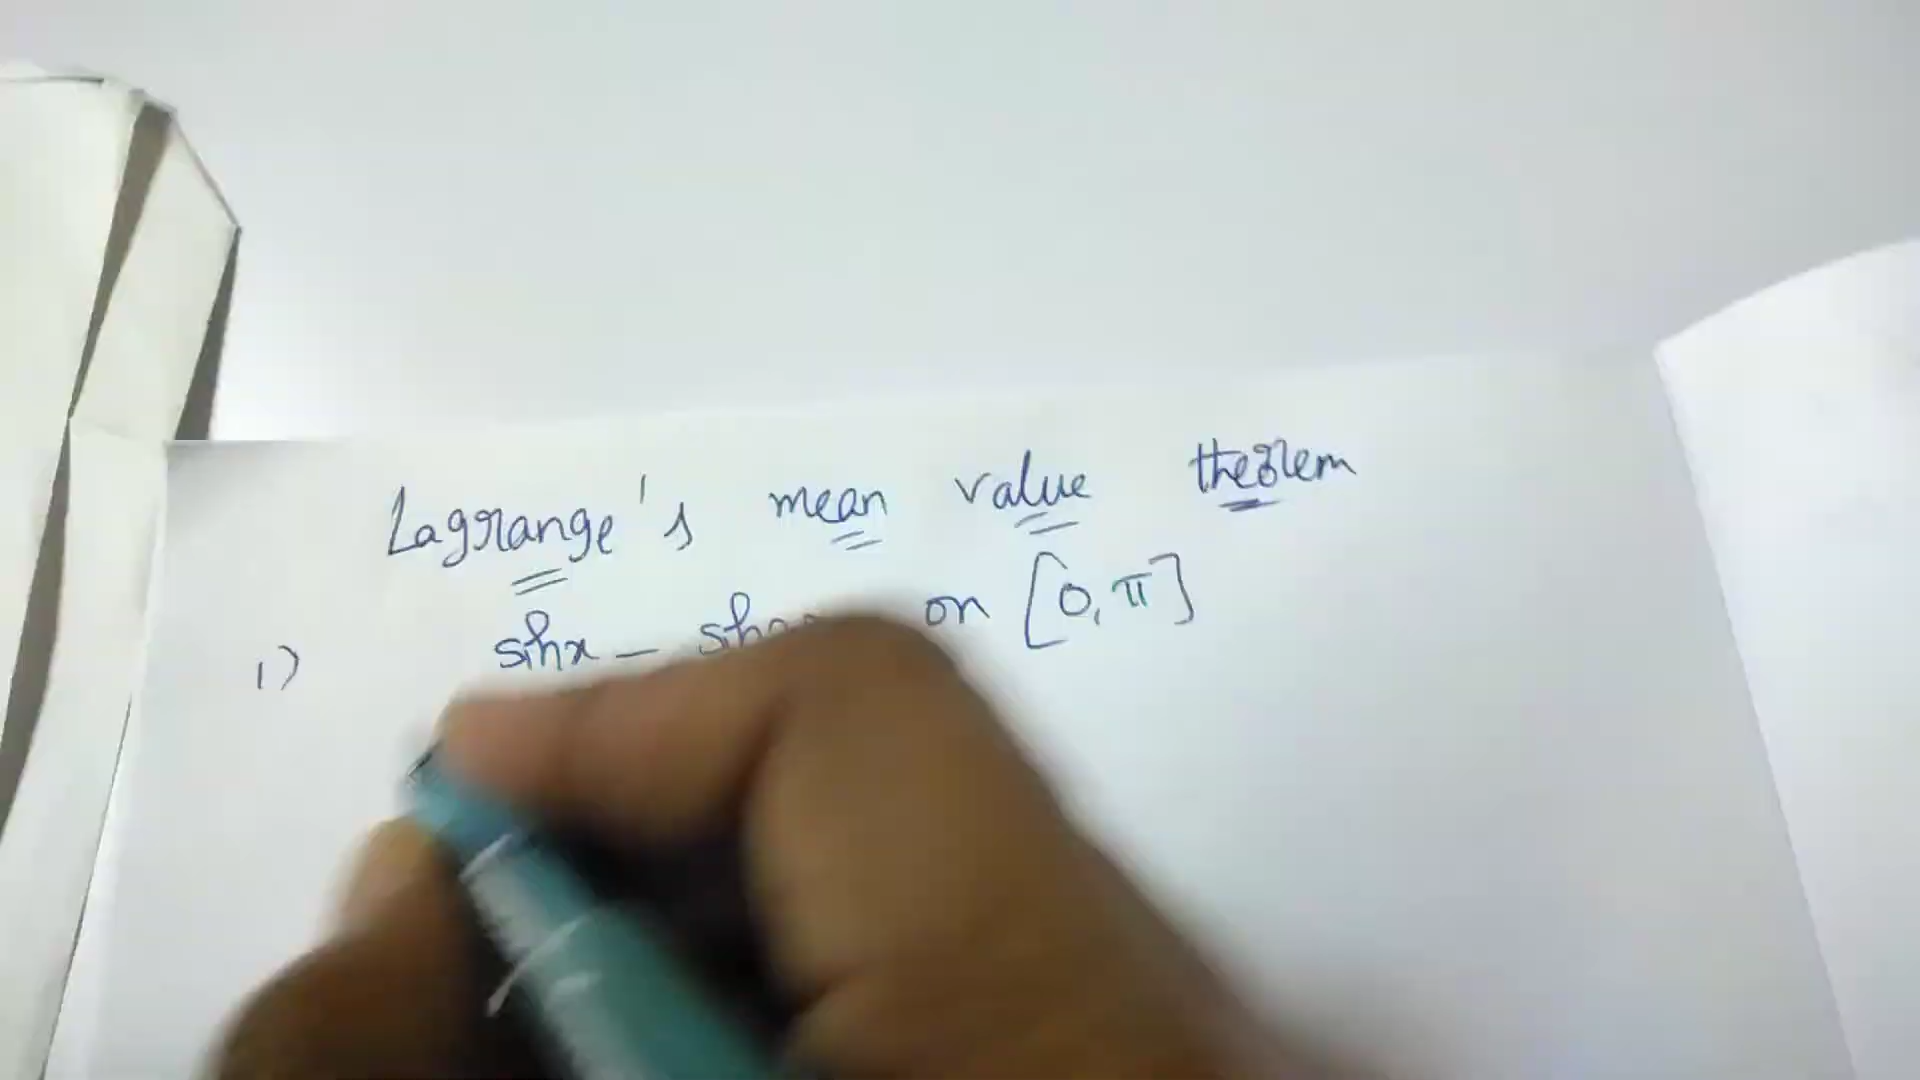 Lagrange's mean value theorem
1) sinx - on [0, π]